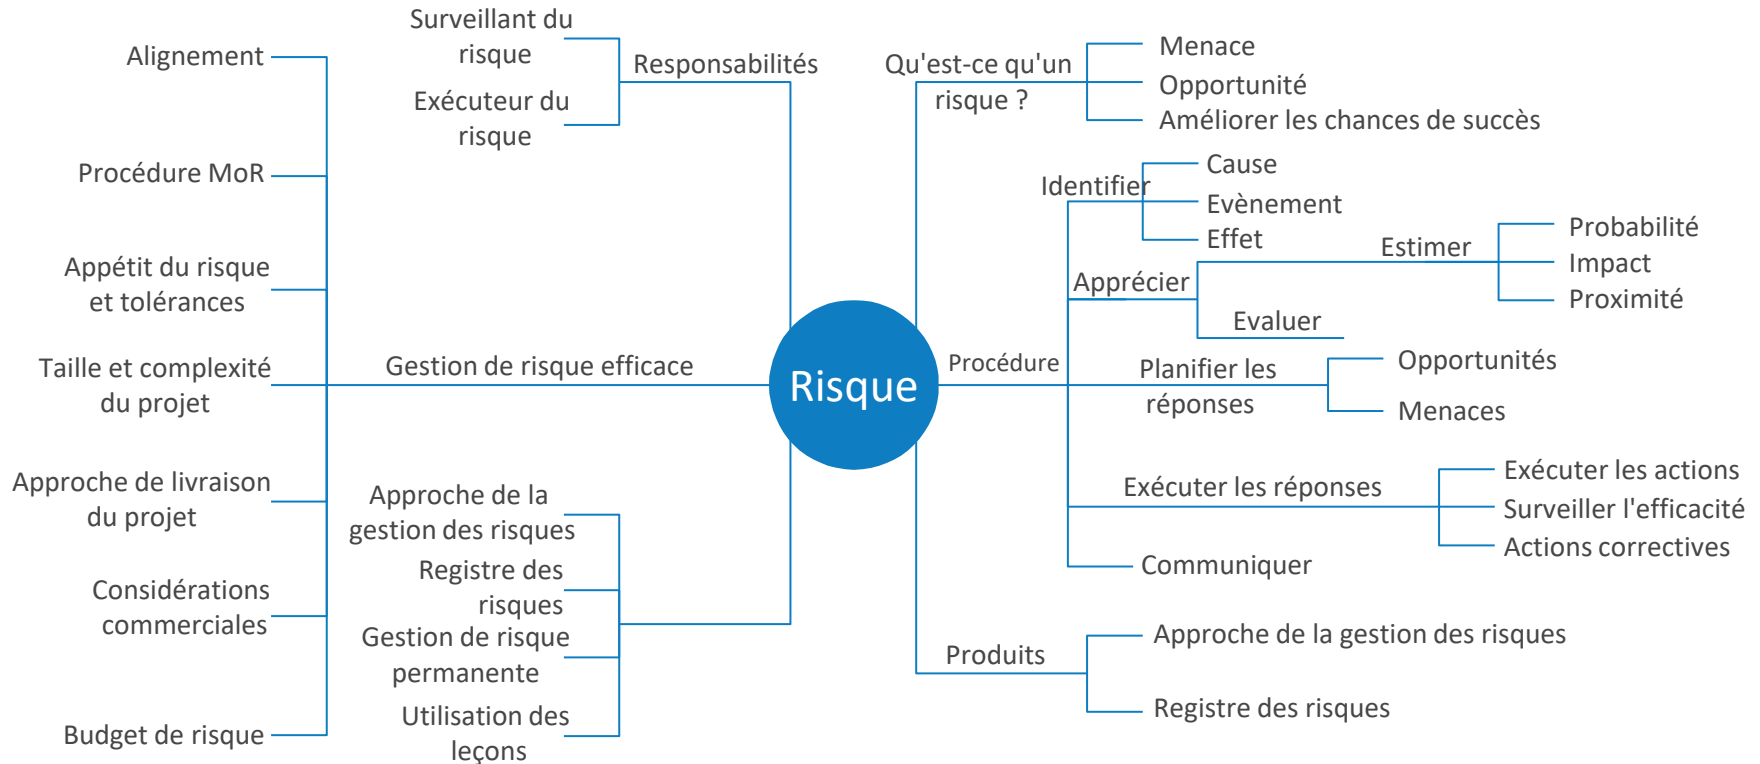 Surveillant du
risque
Exécuteur du
risque
Responsabilités
Alignement
Procédure MoR
Appétit du risque
et tolérances
Taille et complexité
du projet
Approche de livraison
du projet
Considérations
commerciales
Budget de risque
Gestion de risque efficace
Approche de la
gestion des risques
Registre des
risques
Gestion de risque
permanente
Utilisation des
leçons
Risque
Qu'est-ce qu'un
risque ?
Menace
Opportunité
Améliorer les chances de succès
Procédure
Identifier
Cause
Evènement
Effet
Apprécier
Estimer
Probabilité
Impact
Proximité
Evaluer
Planifier les
réponses
Opportunités
Menaces
Exécuter les réponses
Exécuter les actions
Surveiller l'efficacité
Actions correctives
Communiquer
Produits
Approche de la gestion des risques
Registre des risques